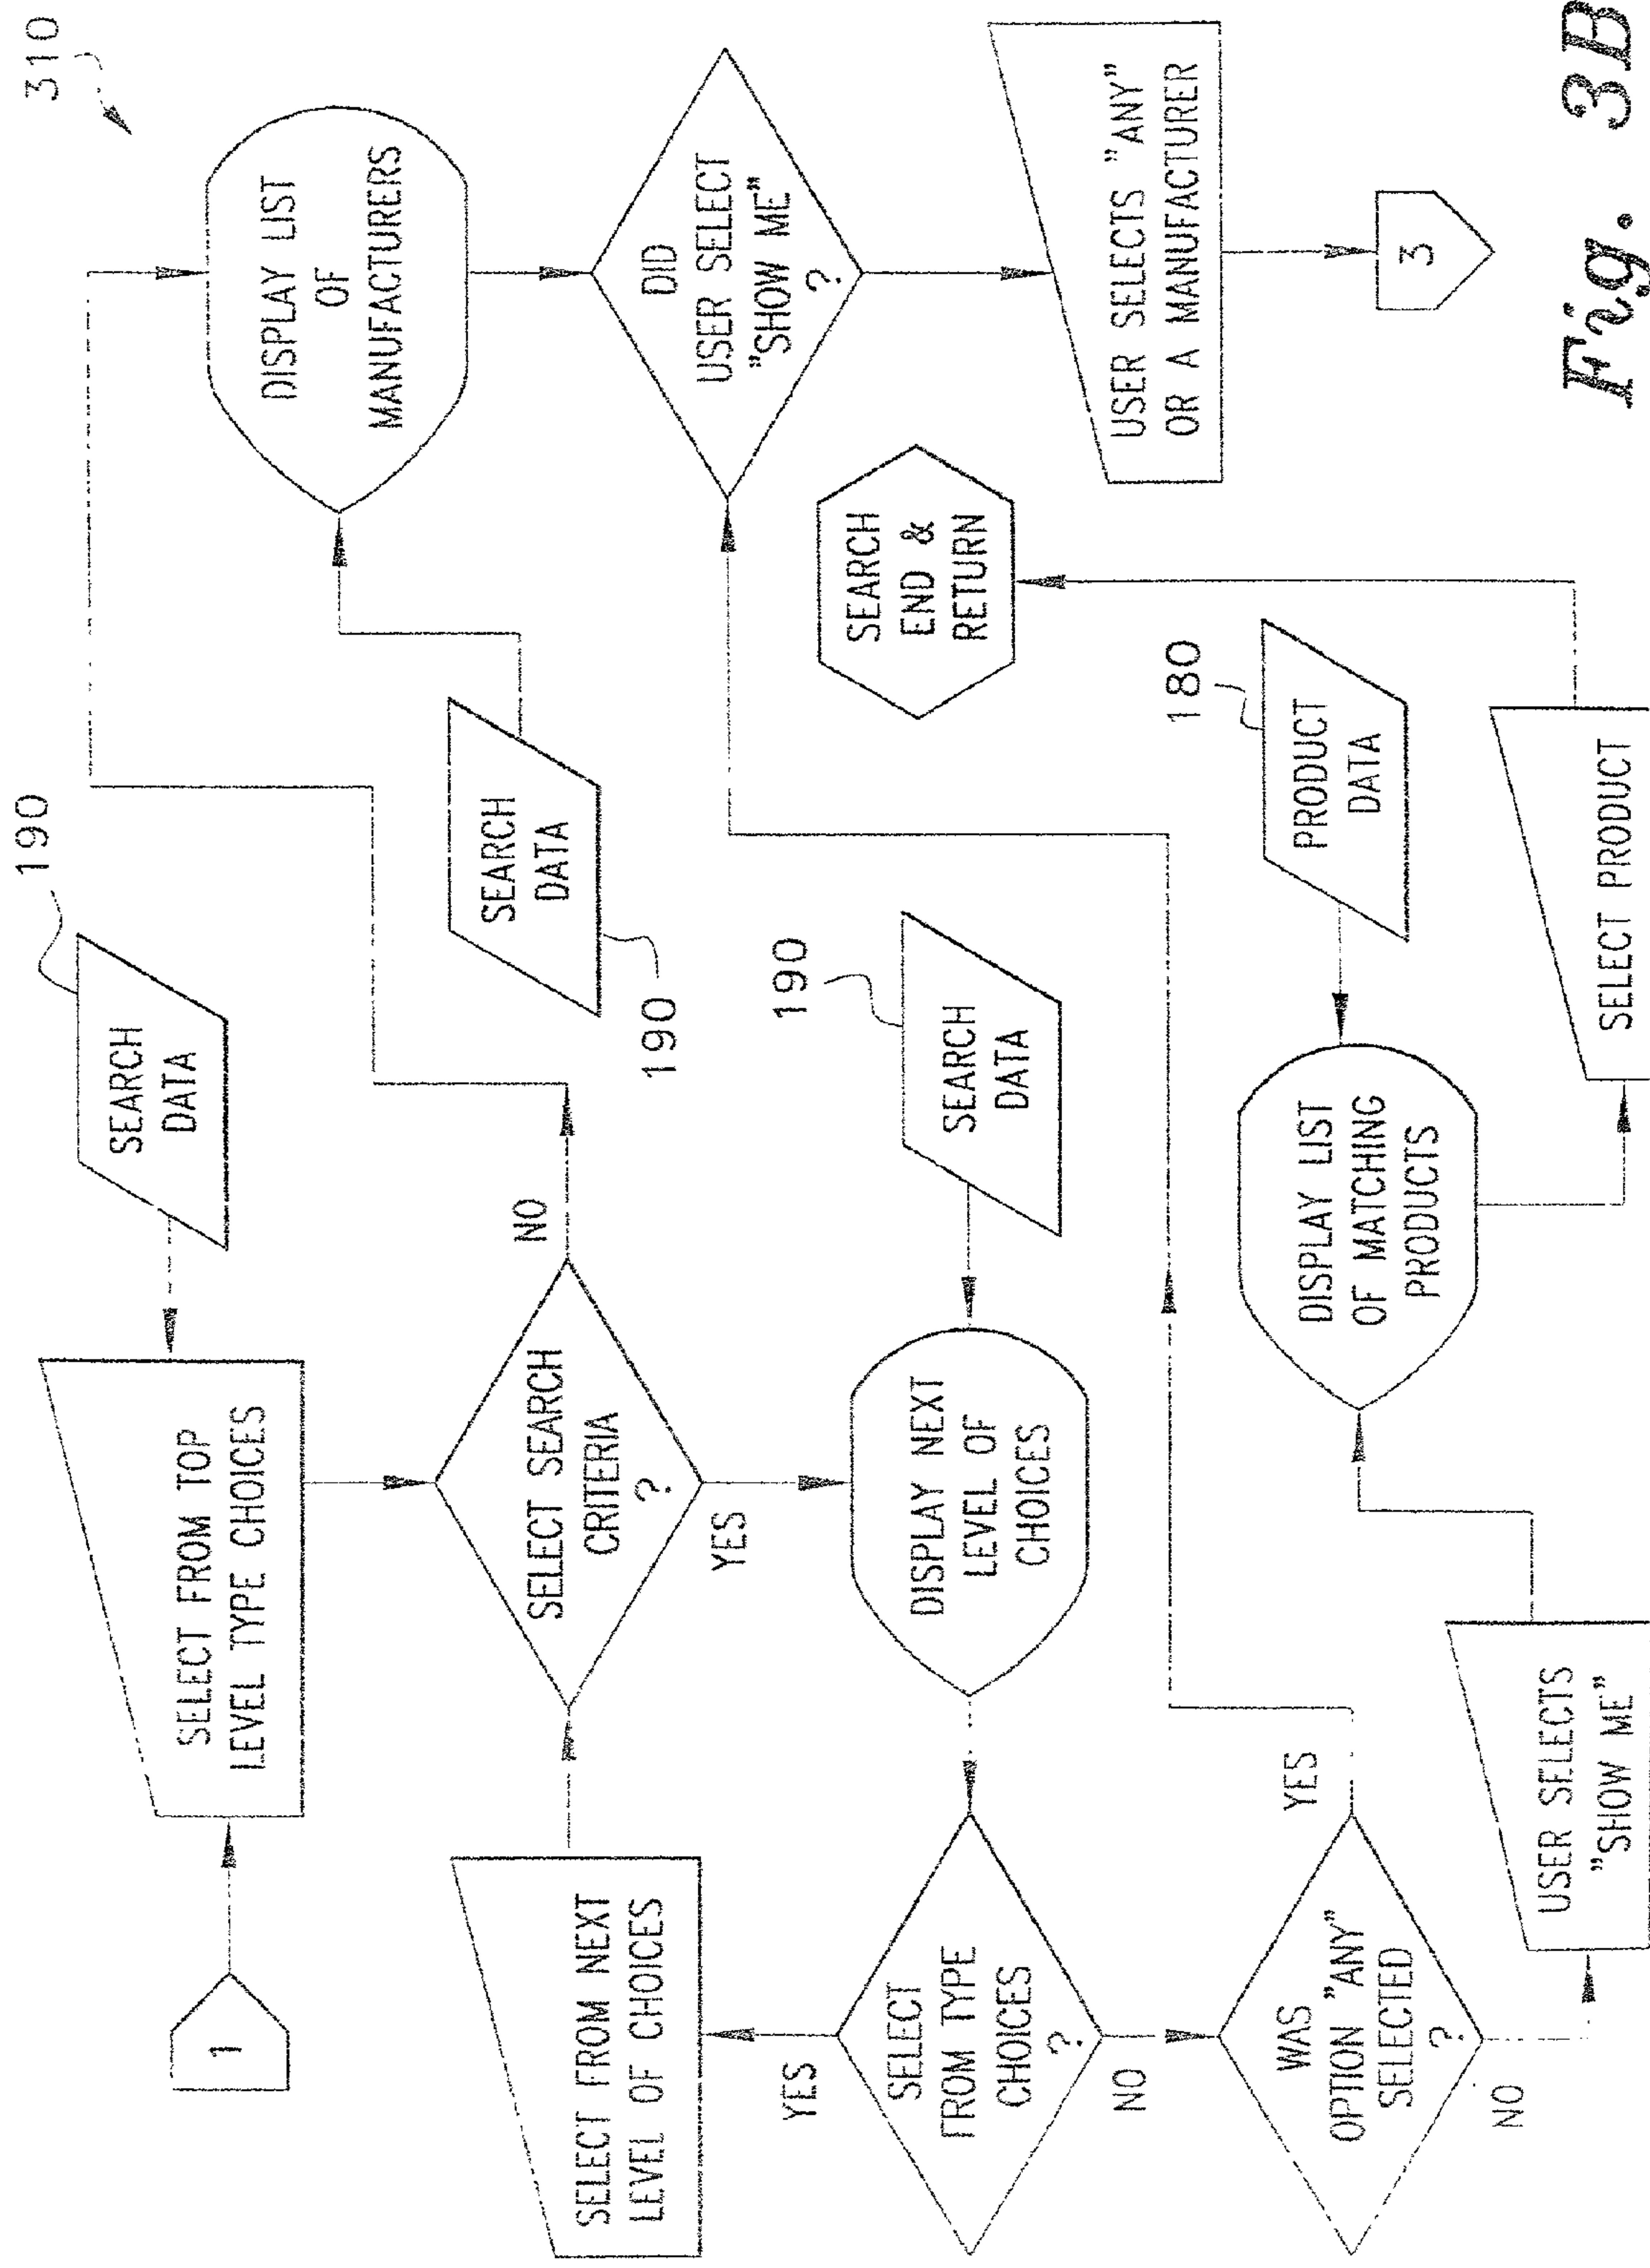 310
1
SELECT FROM TOP
LEVEL TYPE CHOICES
SEARCH
DATA
190
SELECT SEARCH
CRITERIA
?
NO
YES
DISPLAY LIST
OF
MANUFACTURERS
SEARCH
DATA
190
SELECT FROM NEXT
LEVEL OF CHOICES
DISPLAY NEXT
LEVEL OF
CHOICES
SEARCH
DATA
190
DID
USER SELECT
"SHOW ME"
?
YES
SELECT
FROM TYPE
CHOICES
?
NO
SEARCH
END &
RETURN
USER SELECTS "ANY"
OR A MANUFACTURER
WAS
OPTION "ANY"
SELECTED
?
YES
NO
DISPLAY LIST
OF MATCHING
PRODUCTS
PRODUCT
DATA
180
3
USER SELECTS
"SHOW ME"
SELECT PRODUCT
Fig. 3B